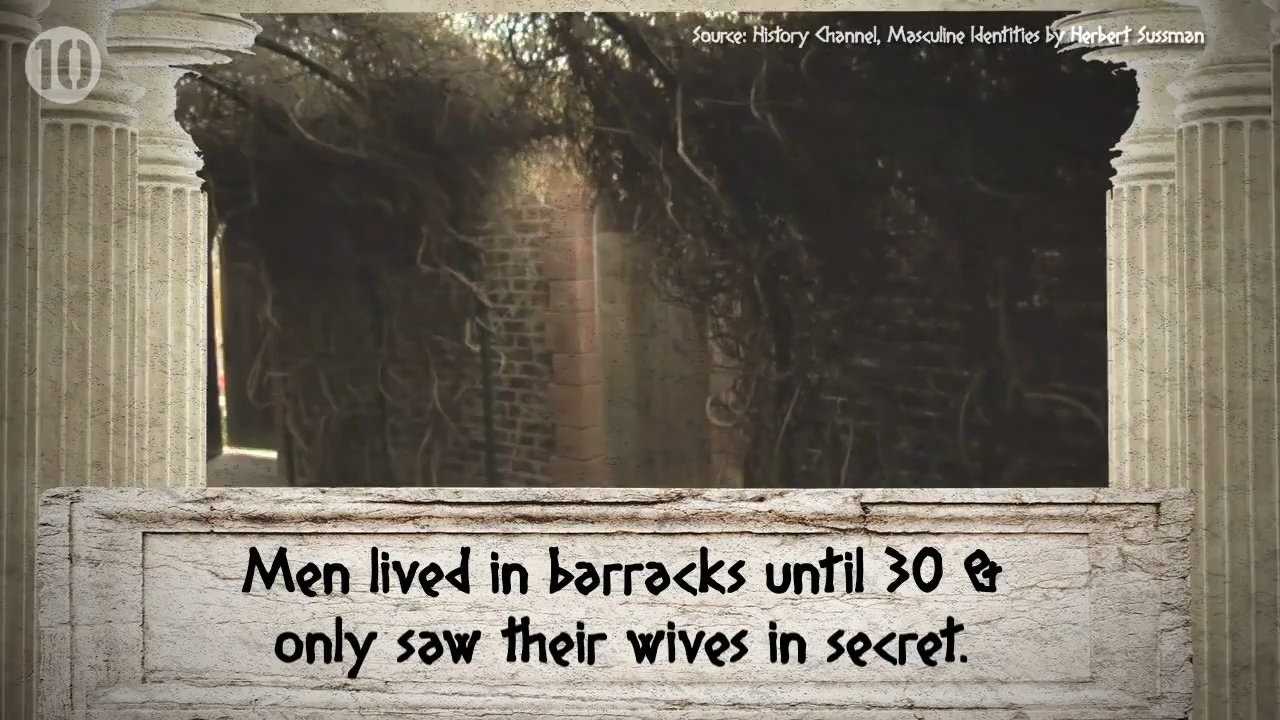 10
Source: History Channel, Masculine Identities by Herbert Sussman
Men lived in barracks until 30 &
only saw their wives in secret.